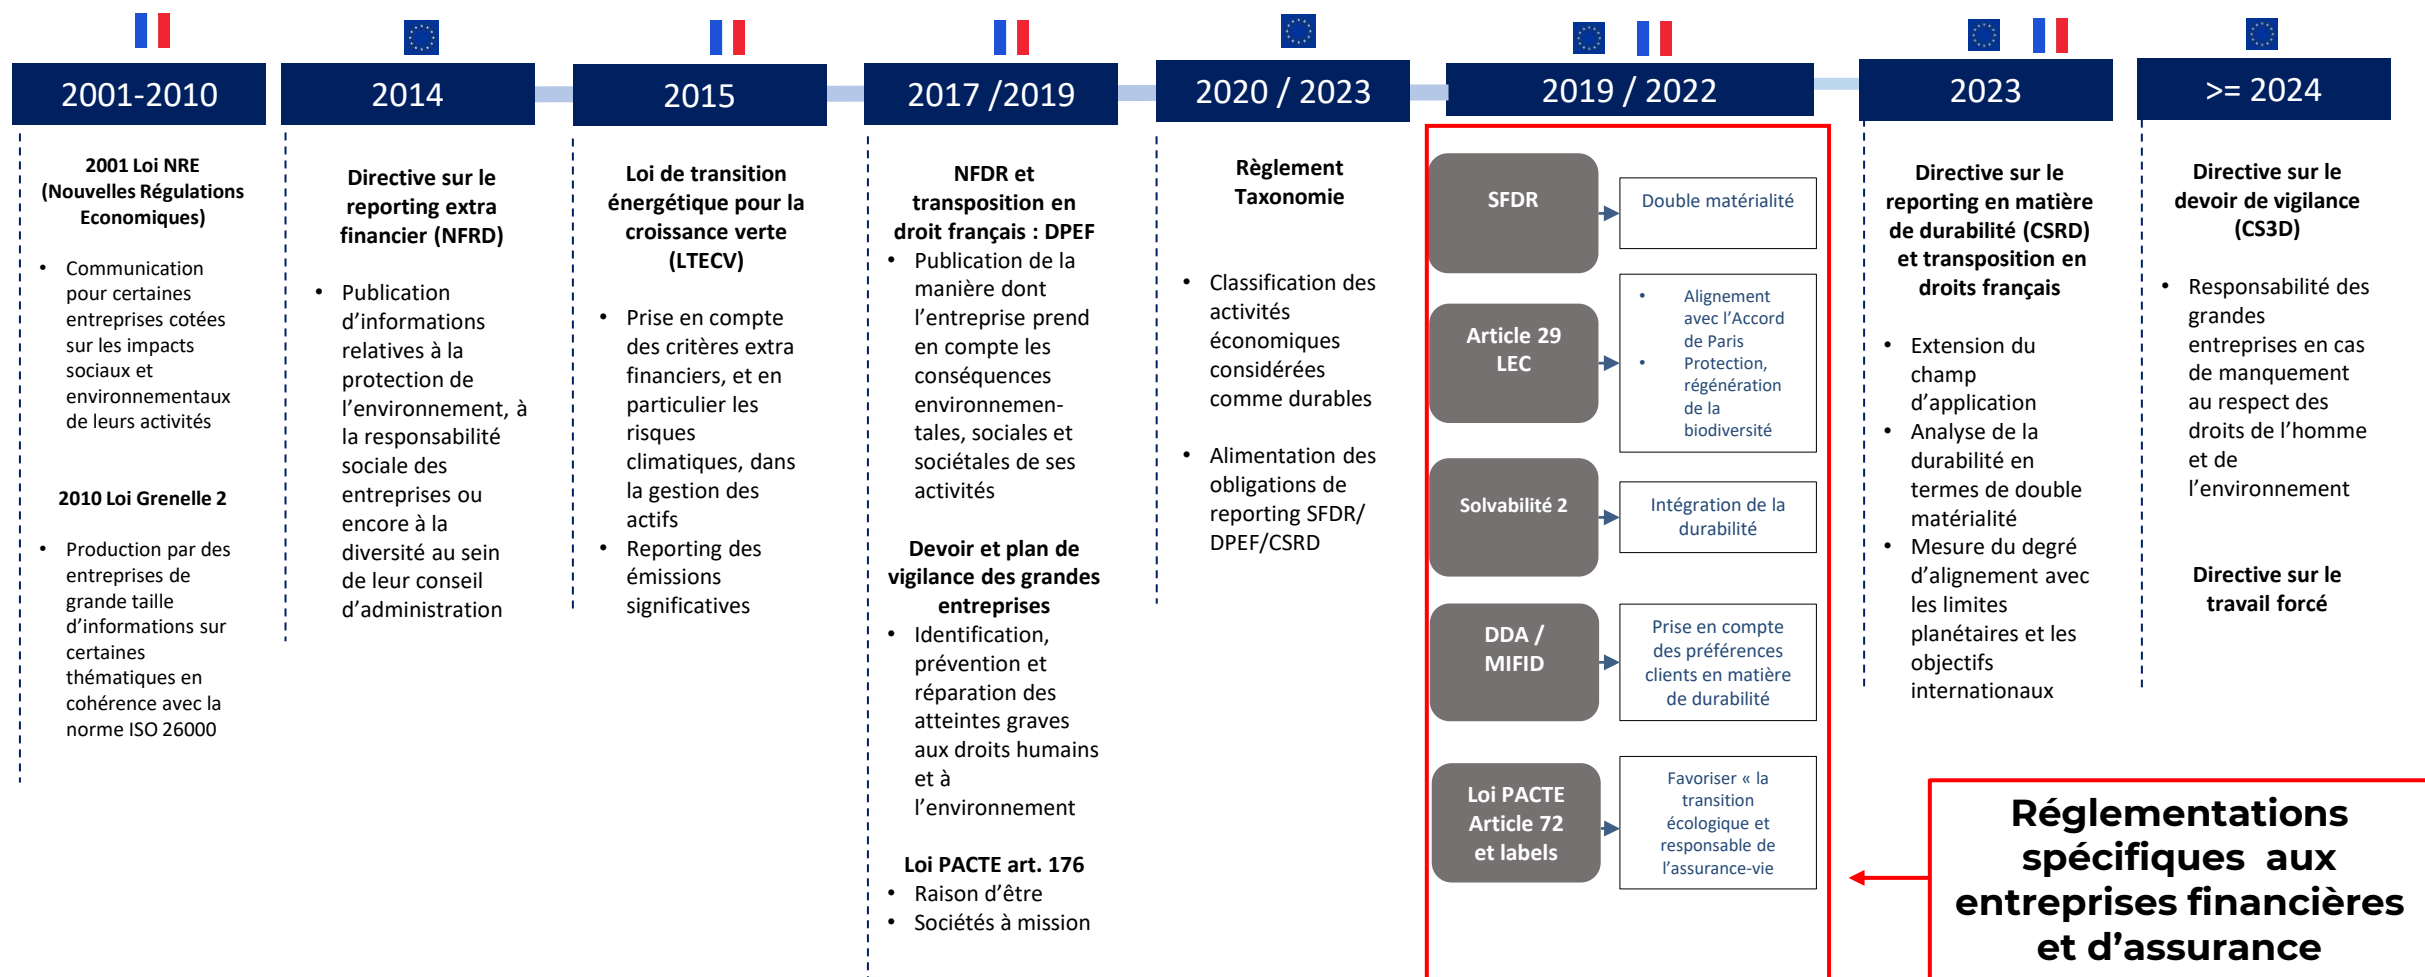 2001-2010
2001 Loi NRE
(Nouvelles Régulations
Economiques)
• Communication
pour certaines
entreprises cotées
sur les impacts
sociaux et
environnementaux
de leurs activités
2010 Loi Grenelle 2
• Production par des
entreprises de
grande taille
d’informations sur
certaines
thématiques en
cohérence avec la
norme ISO 26000
2014
Directive sur le
reporting extra
financier (NFRD)
• Publication
d’informations
relatives à la
protection de
l’environnement, à
la responsabilité
sociale des
entreprises ou
encore à la
diversité au sein
de leur conseil
d’administration
2015
Loi de transition
énergétique pour la
croissance verte
(LTECV)
• Prise en compte
des critères extra
financiers, et en
particulier les
risques
climatiques, dans
la gestion des
actifs
• Reporting des
émissions
significatives
2017 /2019
NFDR et
transposition en
droit français : DPEF
• Publication de la
manière dont
l’entreprise prend
en compte les
conséquences
environnemen-
tales, sociales et
sociétales de ses
activités
Devoir et plan de
vigilance des grandes
entreprises
• Identification,
prévention et
réparation des
atteintes graves
aux droits humains
et à
l’environnement
Loi PACTE art. 176
• Raison d’être
• Sociétés à mission
2020 / 2023
Règlement
Taxonomie
• Classification des
activités
économiques
considérées
comme durables
• Alimentation des
obligations de
reporting SFDR/
DPEF/CSRD
2019 / 2022
SFDR
Double matérialité
Article 29
LEC
• Alignement
avec l’Accord
de Paris
• Protection,
régénération
de la
biodiversité
Solvabilité 2
Intégration de la
durabilité
DDA /
MIFID
Prise en compte
des préférences
clients en matière
de durabilité
Loi PACTE
Article 72
et labels
Favoriser « la
transition
écologique et
responsable de
l’assurance-vie
2023
Directive sur le
reporting en matière
de durabilité (CSRD)
et transposition en
droits français
• Extension du
champ
d’application
• Analyse de la
durabilité en
termes de double
matérialité
• Mesure du degré
d’alignement avec
les limites
planétaires et les
objectifs
internationaux
>= 2024
Directive sur le
devoir de vigilance
(CS3D)
• Responsabilité des
grandes
entreprises en cas
de manquement
au respect des
droits de l’homme
et de
l’environnement
Directive sur le
travail forcé
Réglementations
spécifiques aux
entreprises financières
et d’assurance